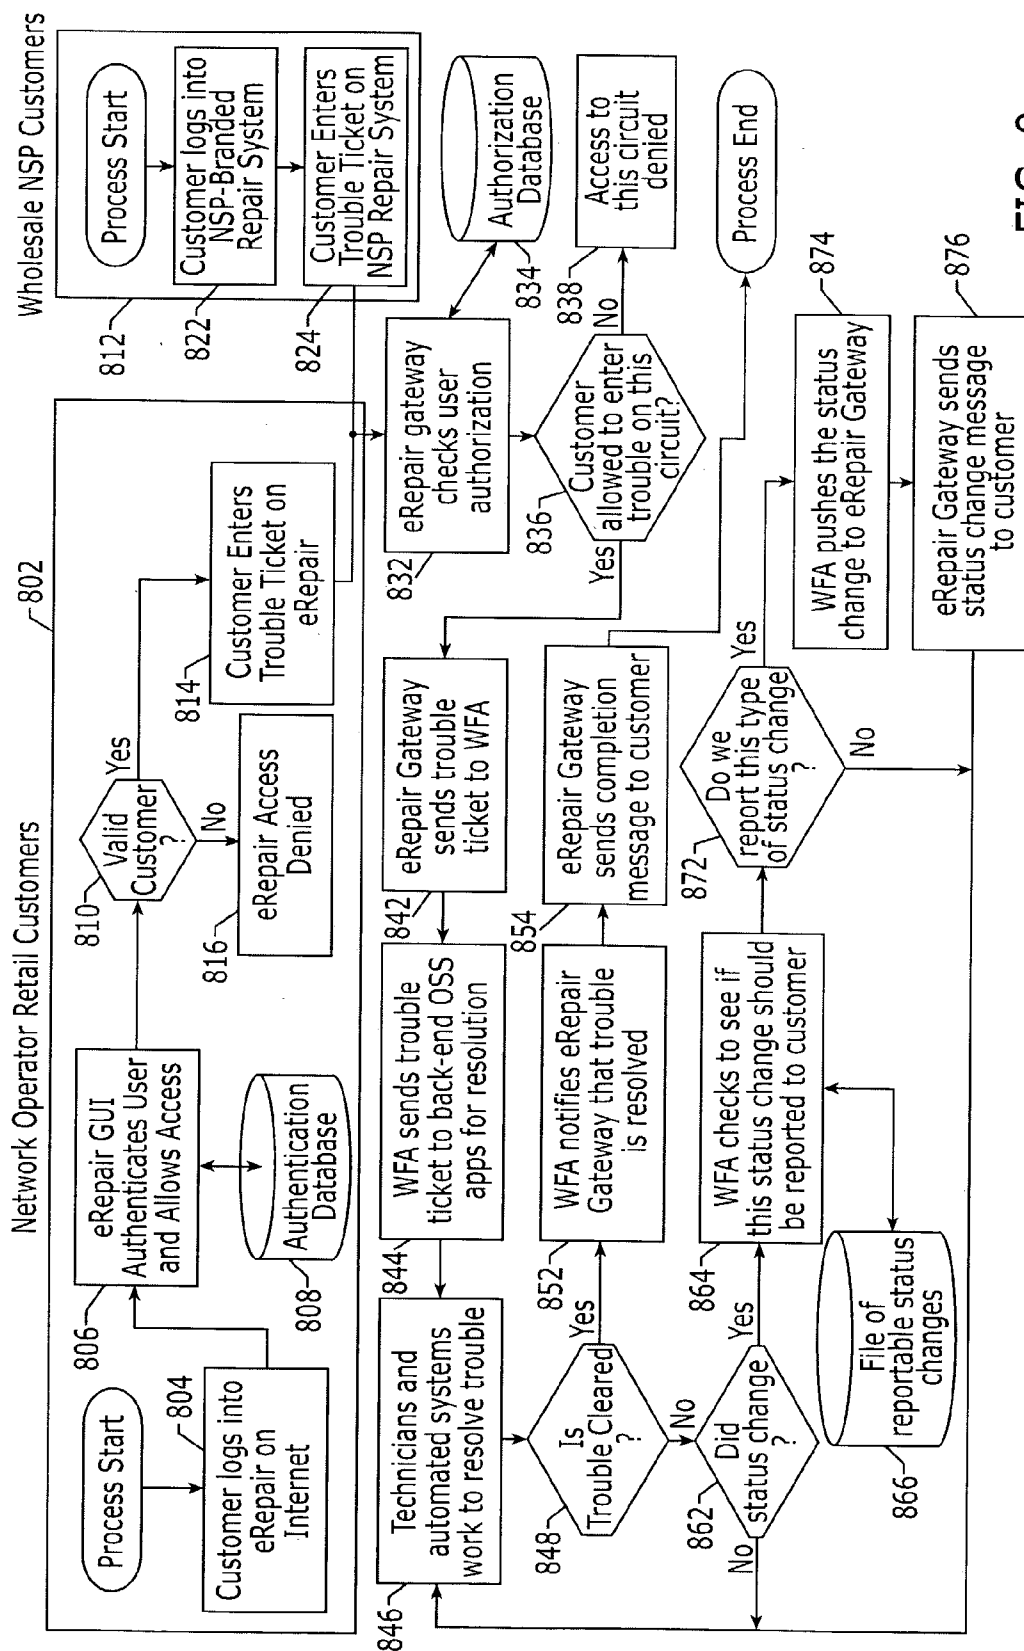 Network Operator Retail Customers
802
Process Start
804
Customer logs into
eRepair on
Internet
806
eRepair GUI
Authenticates User
and Allows Access
808
Authentication
Database
810
Valid
Customer
?
Yes
No
814
Customer Enters
Trouble Ticket on
eRepair
816
eRepair Access
Denied
Wholesale NSP Customers
812
Process Start
822
Customer logs into
NSP-Branded
Repair System
824
Customer Enters
Trouble Ticket on
NSP Repair System
832
eRepair gateway
checks user
authorization
834
Authorization
Database
836
Customer
allowed to enter
trouble on this
circuit?
Yes
No
838
Access to
this circuit
denied
842
eRepair Gateway
sends trouble
ticket to WFA
844
WFA sends trouble
ticket to back-end OSS
apps for resolution
846
Technicians and
automated systems
work to resolve trouble
848
Is
Trouble Cleared
?
Yes
No
852
WFA notifies eRepair
Gateway that trouble
is resolved
854
eRepair Gateway
sends completion
message to customer
Process End
862
Did
status change
?
Yes
No
864
WFA checks to see if
this status change should
be reported to customer
866
File of
reportable status
changes
872
Do we
report this type
of status change
?
Yes
No
874
WFA pushes the status
change to eRepair Gateway
876
eRepair Gateway sends
status change message
to customer